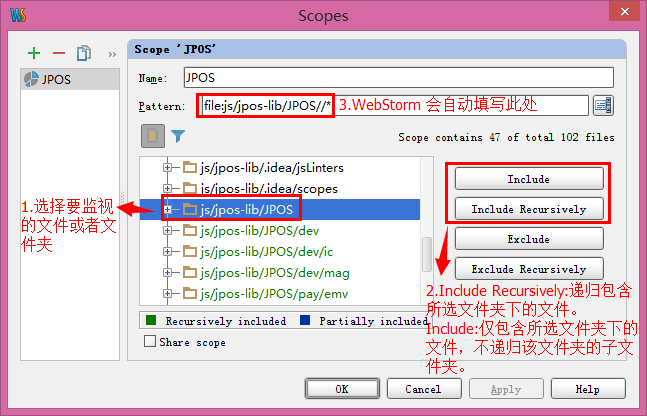 WS
Scopes
JPOS
Scope 'JPOS'
Name:
JPOS
Pattern:
file:js/jpos-lib/JPOS//*
3.WebStorm 会自动填写此处
Scope contains 47 of total 102 files
js/jpos-lib/.idea/jsLinters
js/jpos-lib/.idea/scopes
js/jpos-lib/JPOS
js/jpos-lib/JPOS/dev
js/jpos-lib/JPOS/dev/ic
js/jpos-lib/JPOS/dev/mag
js/jpos-lib/JPOS/pay/emv
1.选择要监视
的文件或者文
件夹
Include
Include Recursively
Exclude
Exclude Recursively
2.Include Recursively:递归包含
所选文件夹下的文件。
Include:仅包含所选文件夹下的
文件，不递归该文件夹的子文
件夹。
Recursively included
Partially included
Share scope
OK
Cancel
Apply
Help